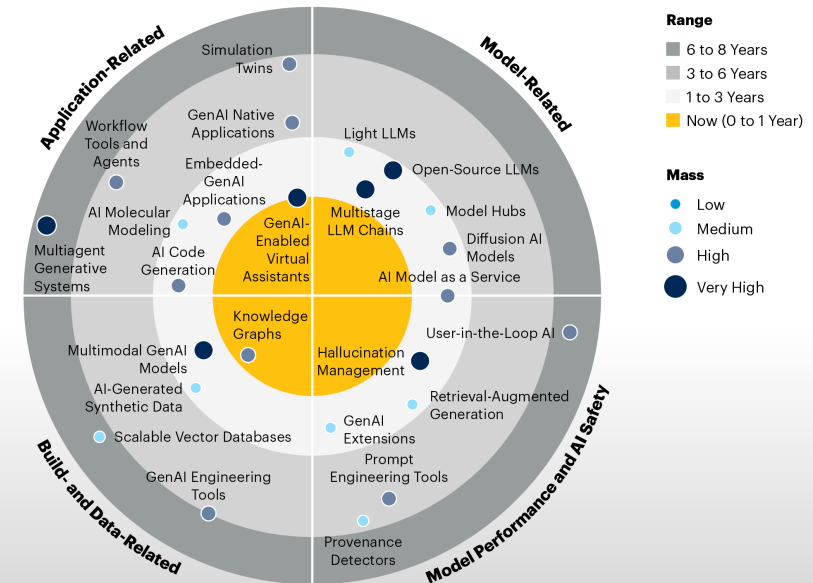 Application-Related
Simulation
Twins
GenAI Native
Applications
Workflow
Tools and
Agents
Embedded-
GenAI
Applications
AI Molecular
Modeling
Multiagent
Generative
Systems
AI Code
Generation
GenAI-
Enabled
Virtual
Assistants
Model-Related
Light LLMs
Open-Source LLMs
Multistage
LLM Chains
Model Hubs
Diffusion AI
Models
AI Model as a Service
Build- and Data-Related
Knowledge
Graphs
Multimodal GenAI
Models
AI-Generated
Synthetic Data
Scalable Vector Databases
GenAI Engineering
Tools
Model Performance and AI Safety
User-in-the-Loop AI
Hallucination
Management
Retrieval-Augmented
Generation
GenAI
Extensions
Prompt
Engineering Tools
Provenance
Detectors
Range
6 to 8 Years
3 to 6 Years
1 to 3 Years
Now (0 to 1 Year)
Mass
Low
Medium
High
Very High